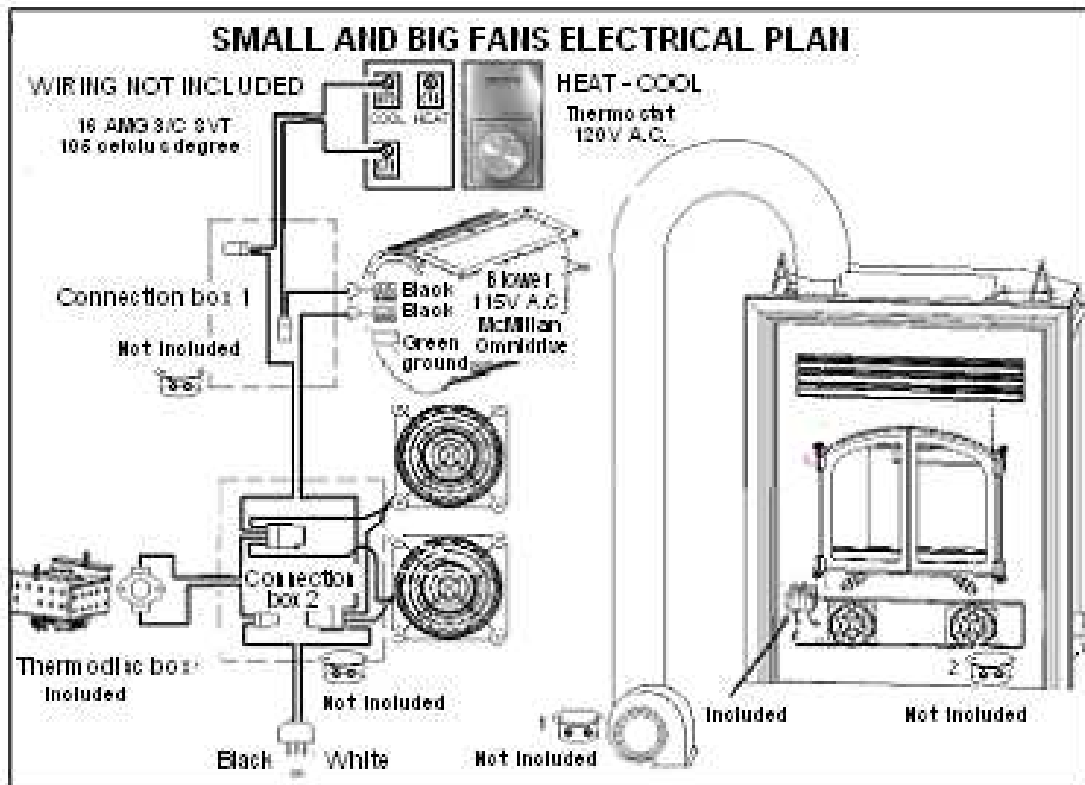 SMALL AND BIG FANS ELECTRICAL PLAN
WIRING NOT INCLUDED
16 AMG S/C SVT
105 celcius degree
COOL HEAT
HEAT - COOL
Thermostat
120V A.C.
Connection box 1
Not Included
Black
Black
Green
ground
Blower
115V A.C.
McMillan
Omnidrive
Connection
box 2
Thermodisc box
Included
Not Included
Black White
1
Not Included
Included
2
Not Included